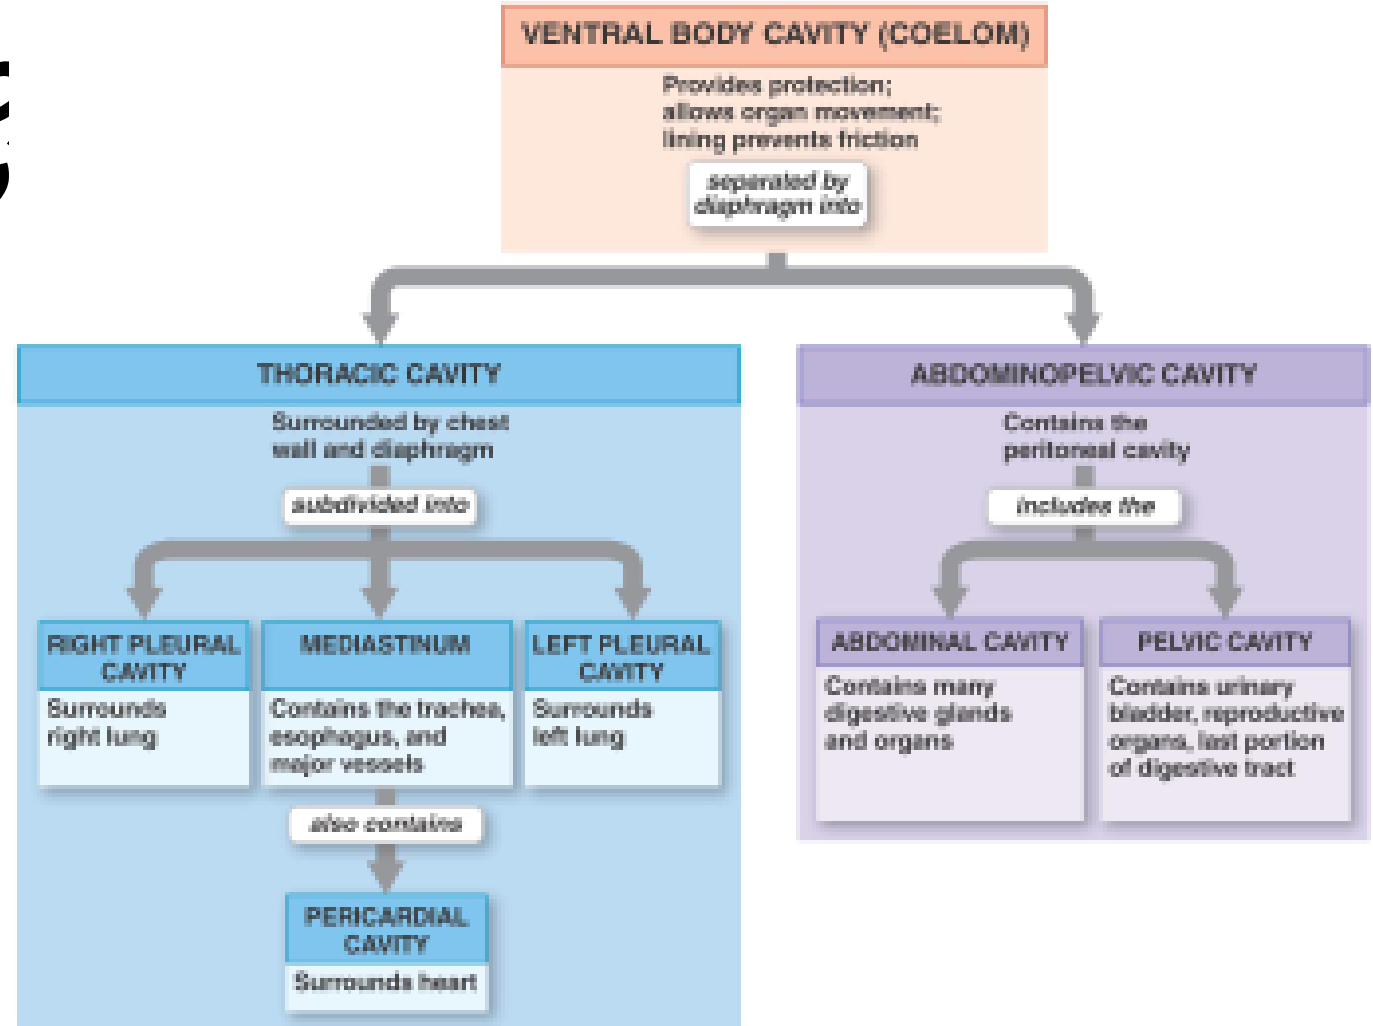 VENTRAL BODY CAVITY (COELOM)
Provides protection;
allows organ movement;
lining prevents friction
separated by
diaphragm into
THORACIC CAVITY
Surrounded by chest
wall and diaphragm
subdivided into
RIGHT PLEURAL
CAVITY
Surrounds
right lung
MEDIASTINUM
Contains the trachea,
esophagus, and
major vessels
LEFT PLEURAL
CAVITY
Surrounds
left lung
also contains
PERICARDIAL
CAVITY
Surrounds heart
ABDOMINOPELVIC CAVITY
Contains the
peritoneal cavity
includes the
ABDOMINAL CAVITY
Contains many
digestive glands
and organs
PELVIC CAVITY
Contains urinary
bladder, reproductive
organs, last portion
of digestive tract